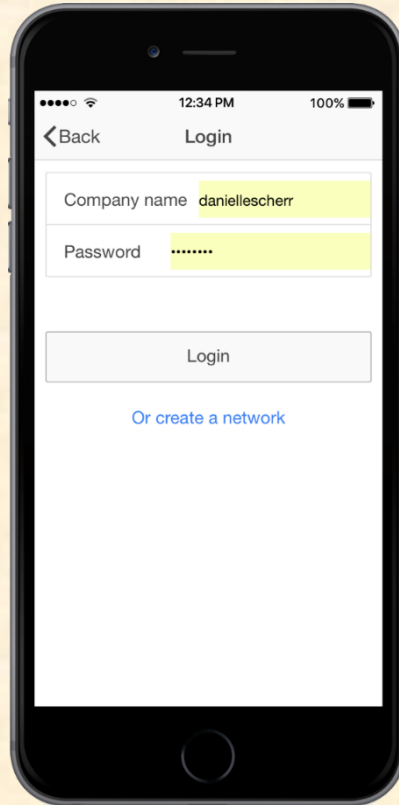 12:34 PM 100%
Back Login
Company name daniellescherr
Password ••••••••
Login
Or create a network